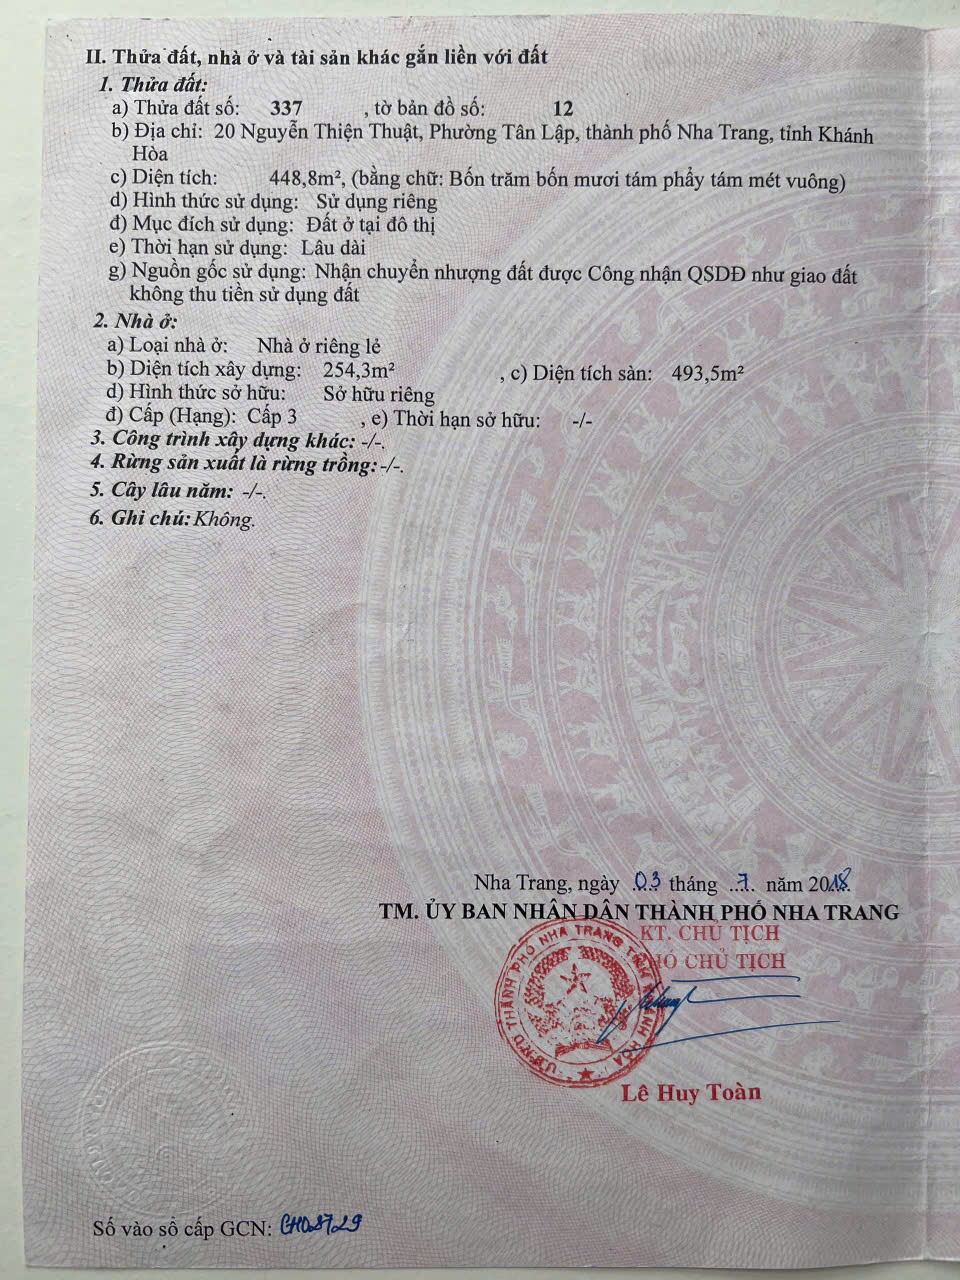 II. Thửa đất, nhà ở và tài sản khác gắn liền với đất
1. Thửa đất:
a) Thửa đất số: 337 , tờ bản đồ số: 12
b) Địa chỉ: 20 Nguyễn Thiện Thuật, Phường Tân Lập, thành phố Nha Trang, tỉnh Khánh
Hòa
c) Diện tích: 448,8m², (bằng chữ: Bốn trăm bốn mươi tám phẩy tám mét vuông)
d) Hình thức sử dụng: Sử dụng riêng
đ) Mục đích sử dụng: Đất ở tại đô thị
e) Thời hạn sử dụng: Lâu dài
g) Nguồn gốc sử dụng: Nhận chuyển nhượng đất được Công nhận QSDĐ như giao đất
không thu tiền sử dụng đất
2. Nhà ở:
a) Loại nhà ở: Nhà ở riêng lẻ
b) Diện tích xây dựng: 254,3m² , c) Diện tích sàn: 493,5m²
d) Hình thức sở hữu: Sở hữu riêng
đ) Cấp (Hạng): Cấp 3 , e) Thời hạn sở hữu: -/-
3. Công trình xây dựng khác: -/-.
4. Rừng sản xuất là rừng trồng: -/-.
5. Cây lâu năm: -/-.
6. Ghi chú: Không.
Nha Trang, ngày 03 tháng 7 năm 2018
TM. ỦY BAN NHÂN DÂN THÀNH PHỐ NHA TRANG
KT. CHỦ TỊCH
PHÓ CHỦ TỊCH
U.B.N.D THÀNH PHỐ NHA TRANG TỈNH KHÁNH HÒA
Lê Huy Toàn
Số vào sổ cấp GCN: CH08729